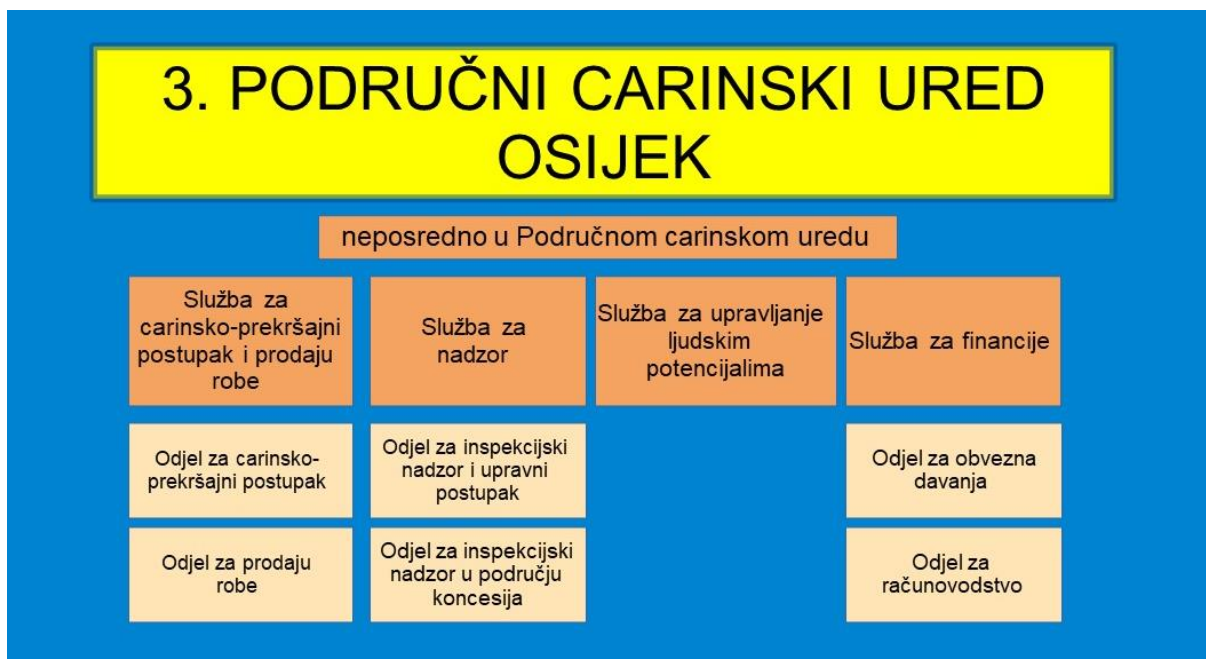 3. PODRUČNI CARINSKI URED
OSIJEK
neposredno u Područnom carinskom uredu
Služba za
carinsko-prekršajni
postupak i prodaju
robe
Služba za
nadzor
Služba za upravljanje
ljudskim
potencijalima
Služba za financije
Odjel za carinsko-
prekršajni postupak
Odjel za inspekcijski
nadzor i upravni
postupak
Odjel za obvezna
davanja
Odjel za prodaju
robe
Odjel za inspekcijski
nadzor u području
koncesija
Odjel za
računovodstvo